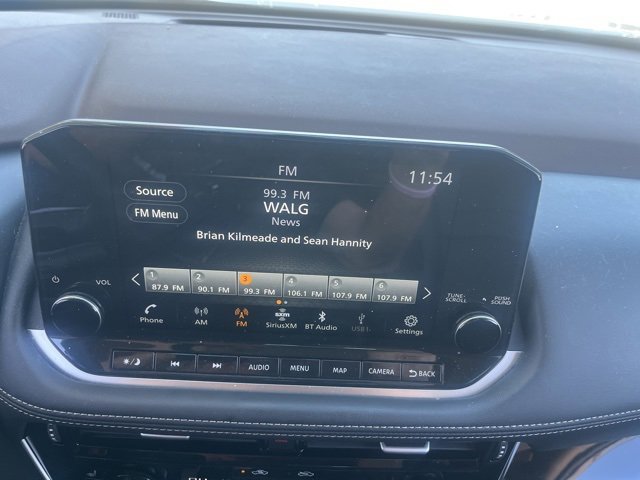 FM
11:54
Source
99.3 FM
WALG
FM Menu
News
Brian Kilmeade and Sean Hannity
1 2 3 4 5 6
87.9 FM 90.1 FM 99.3 FM 106.1 FM 107.9 FM 107.9 FM
VOL
TUNE·SCROLL
PUSH SOUND
Phone AM FM SiriusXM BT Audio USB1 Settings
AUDIO MENU MAP CAMERA BACK